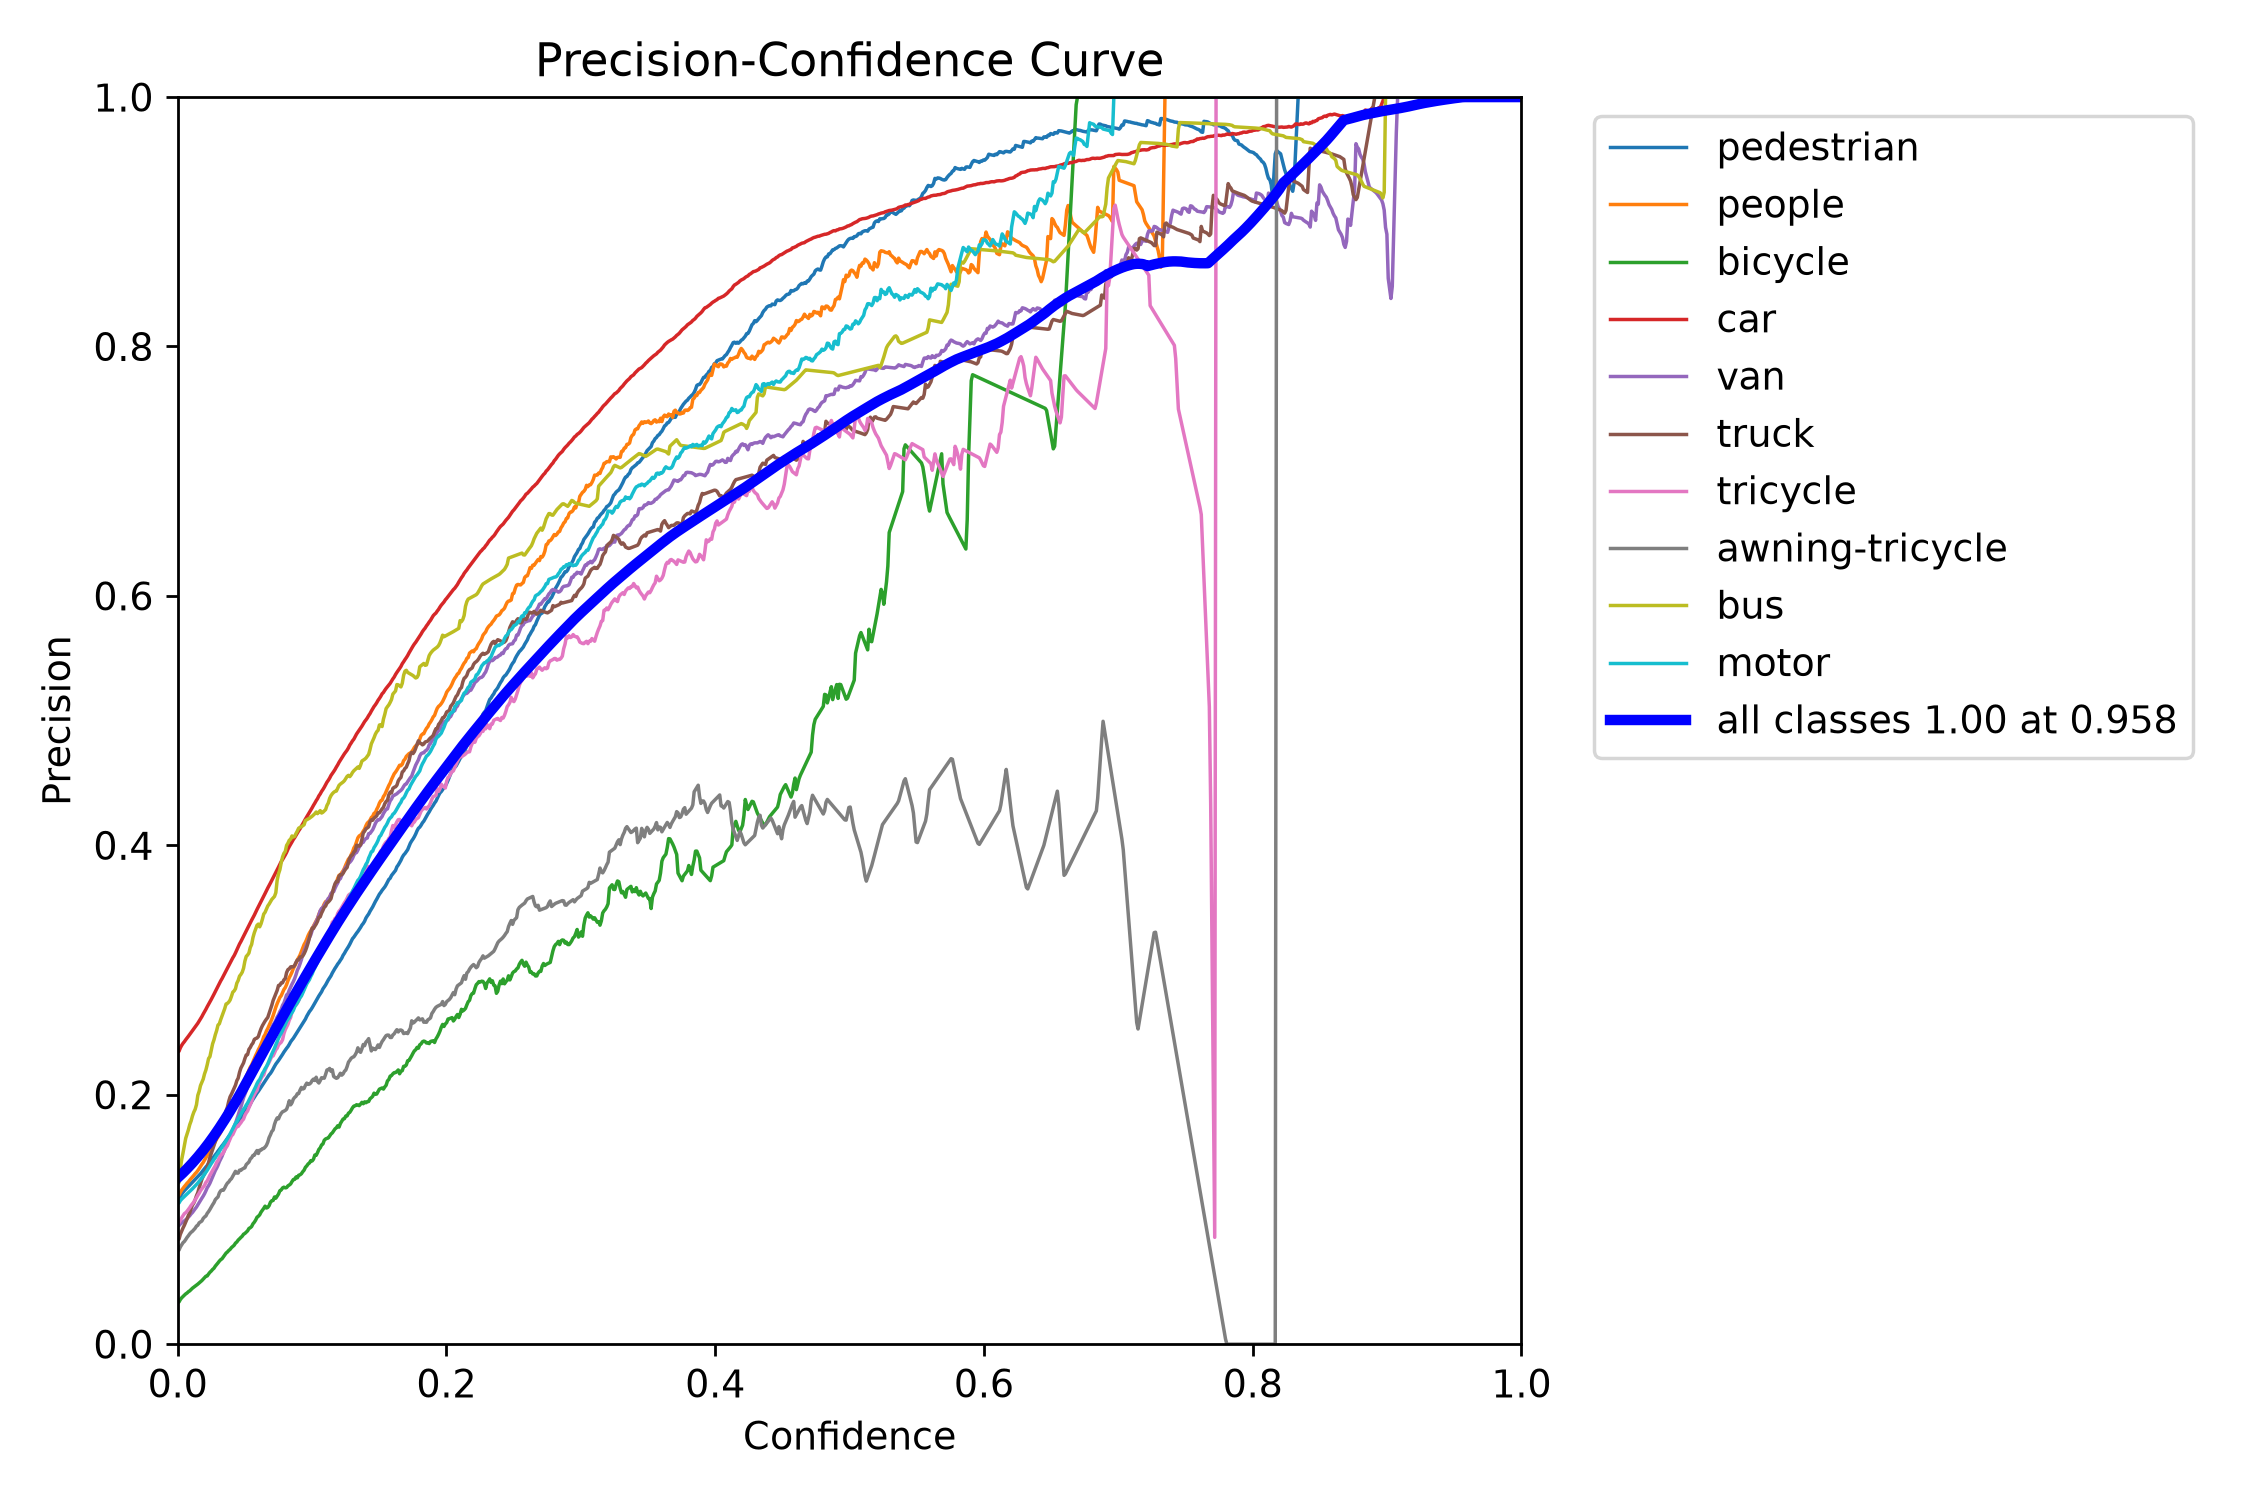 Precision-Confidence Curve
1.0
0.8
0.6
0.4
0.2
0.0
Precision
0.0 0.2 0.4 0.6 0.8 1.0
Confidence
pedestrian
people
bicycle
car
van
truck
tricycle
awning-tricycle
bus
motor
all classes 1.00 at 0.958